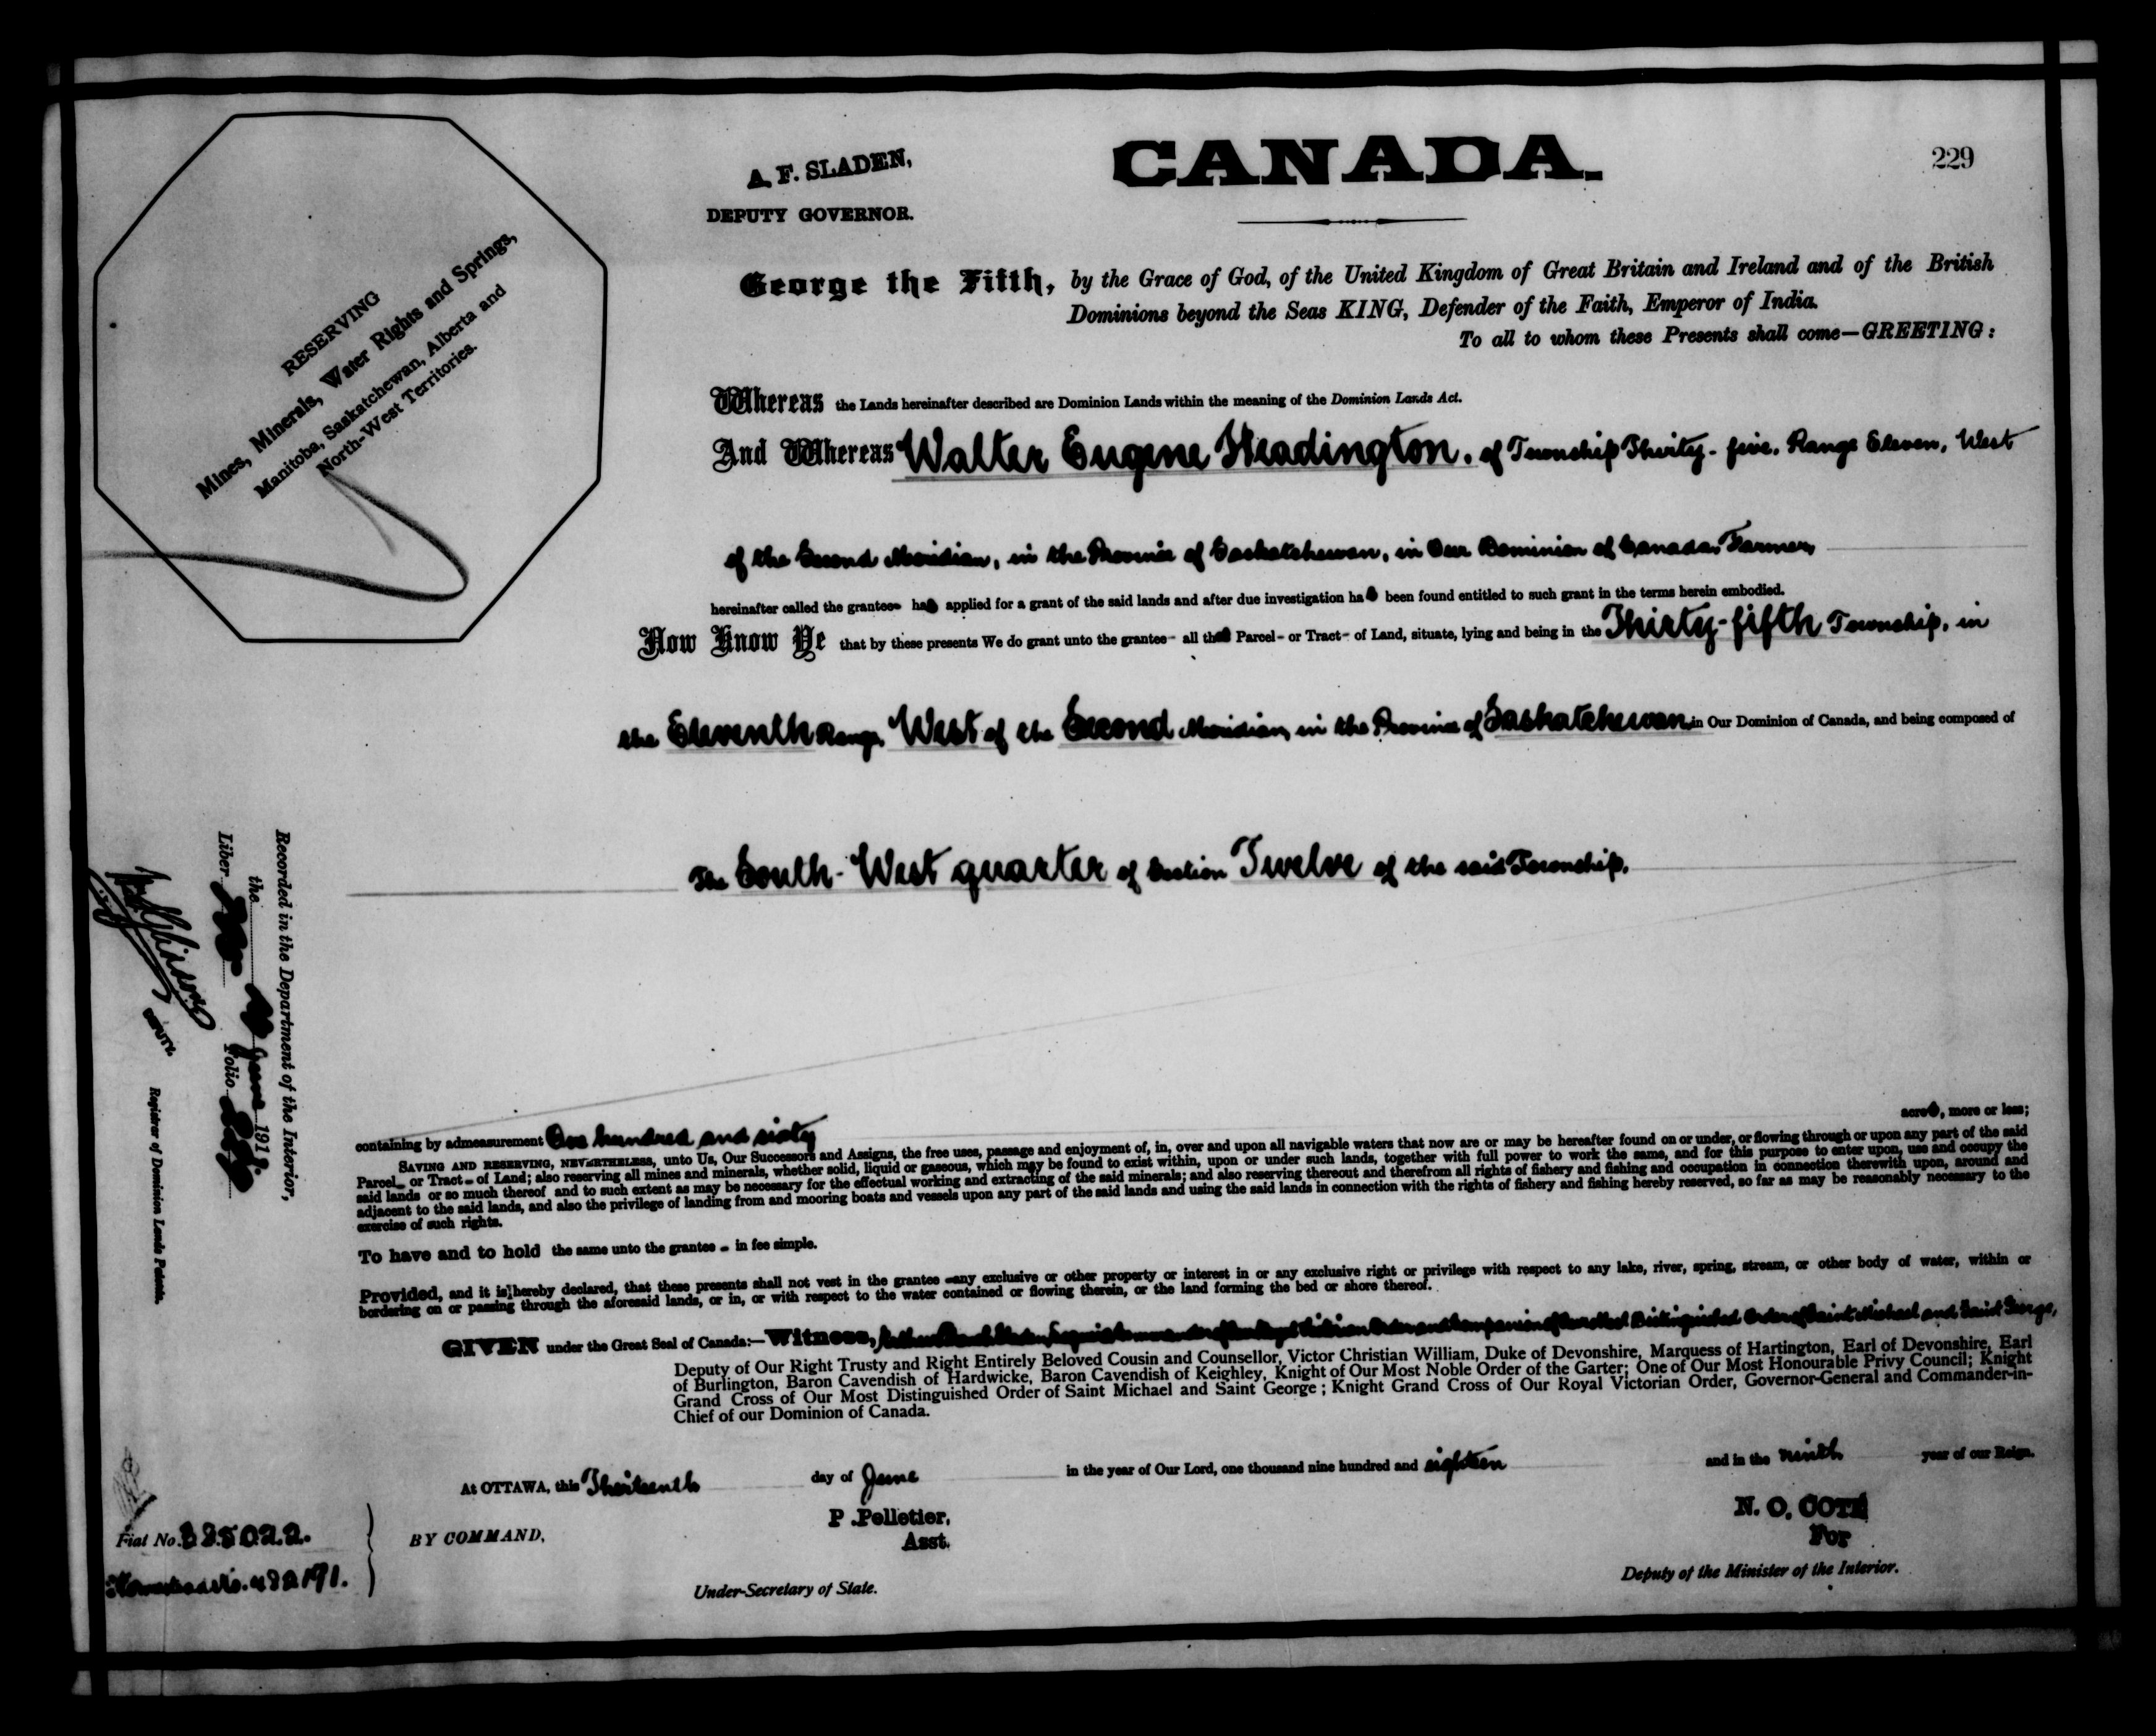 A. F. SLADEN,
DEPUTY GOVERNOR.
CANADA.
229
RESERVING
Mines, Minerals, Water Rights and Springs,
Manitoba, Saskatchewan, Alberta and
North-West Territories.
George the Fifth, by the Grace of God, of the United Kingdom of Great Britain and Ireland and of the British
Dominions beyond the Seas KING, Defender of the Faith, Emperor of India.
To all to whom these Presents shall come—GREETING:
Whereas the Lands hereinafter described are Dominion Lands within the meaning of the Dominion Lands Act.
And Whereas Walter Eugene Headington, of Township Thirty-five, Range Eleven, West
of the Second Meridian, in the Province of Saskatchewan, in Our Dominion of Canada, Farmer,
hereinafter called the grantee- has applied for a grant of the said lands and after due investigation has been found entitled to such grant in the terms herein embodied.
Now Know Ye that by these presents We do grant unto the grantee- all that Parcel- or Tract- of Land, situate, lying and being in the Thirty-fifth Township, in
the Eleventh Range, West of the Second Meridian, in the Province of Saskatchewan, in Our Dominion of Canada, and being composed of
The South-West quarter of Section Twelve of the said Township.
containing by admeasurement One hundred and sixty acres, more or less;
SAVING AND RESERVING, NEVERTHELESS, unto Us, Our Successors and Assigns, the free uses, passage and enjoyment of, in, over and upon all navigable waters that now are or may be hereafter found on or under, or flowing through or upon any part of the said
Parcel- or Tract- of Land; also reserving all mines and minerals, whether solid, liquid or gaseous, which may be found to exist within, upon or under such lands, together with full power to work the same, and for this purpose to enter upon, use and occupy the
said lands or so much thereof and to such extent as may be necessary for the effectual working and extracting of the said minerals; and also reserving thereout and therefrom all rights of fishery and fishing and occupation in connection therewith upon, around and
adjacent to the said lands, and also the privilege of landing from and mooring boats and vessels upon any part of the said lands and using the said lands in connection with the rights of fishery and fishing hereby reserved, so far as may be reasonably necessary to the
exercise of such rights.
To have and to hold the same unto the grantee - in fee simple.
Provided, and it is hereby declared, that these presents shall not vest in the grantee - any exclusive or other property or interest in or any exclusive right or privilege with respect to any lake, river, spring, stream, or other body of water, within or
bordering on or passing through the aforesaid lands, or in, or with respect to the water contained or flowing therein, or the land forming the bed or shore thereof.
GIVEN under the Great Seal of Canada:—Witness, Distinguished Order of Saint Michael and Saint George,
Deputy of Our Right Trusty and Right Entirely Beloved Cousin and Counsellor, Victor Christian William, Duke of Devonshire, Marquess of Hartington, Earl of Devonshire, Earl
of Burlington, Baron Cavendish of Hardwicke, Baron Cavendish of Keighley, Knight of Our Most Noble Order of the Garter; One of Our Most Honourable Privy Council; Knight
Grand Cross of Our Most Distinguished Order of Saint Michael and Saint George; Knight Grand Cross of Our Royal Victorian Order, Governor-General and Commander-in-
Chief of our Dominion of Canada.
At OTTAWA, this Thirteenth day of June in the year of Our Lord, one thousand nine hundred and eighteen and in the ninth year of our Reign.
BY COMMAND,
P. Pelletier,
Asst.
Under-Secretary of State.
N. O. COTÉ
For
Deputy of the Minister of the Interior.
Fiat No. 325022.
Homestead No. 432191.
Recorded in the Department of the Interior,
the June 1918.
Liber Folio
DEPUTY
Registrar of Dominion Lands Patents.